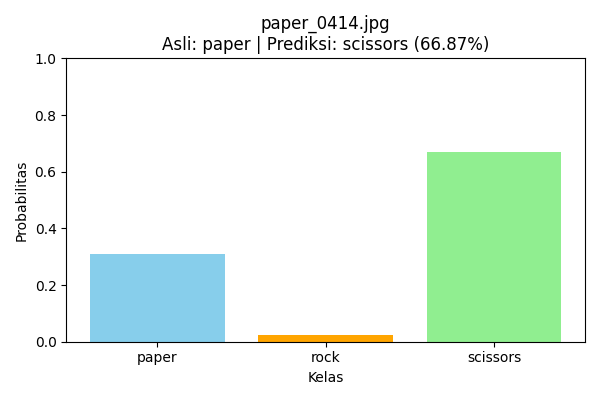 paper_0414.jpg
Asli: paper | Prediksi: scissors (66.87%)
1.0
0.8
0.6
0.4
0.2
0.0
Probabilitas
paper rock scissors
Kelas